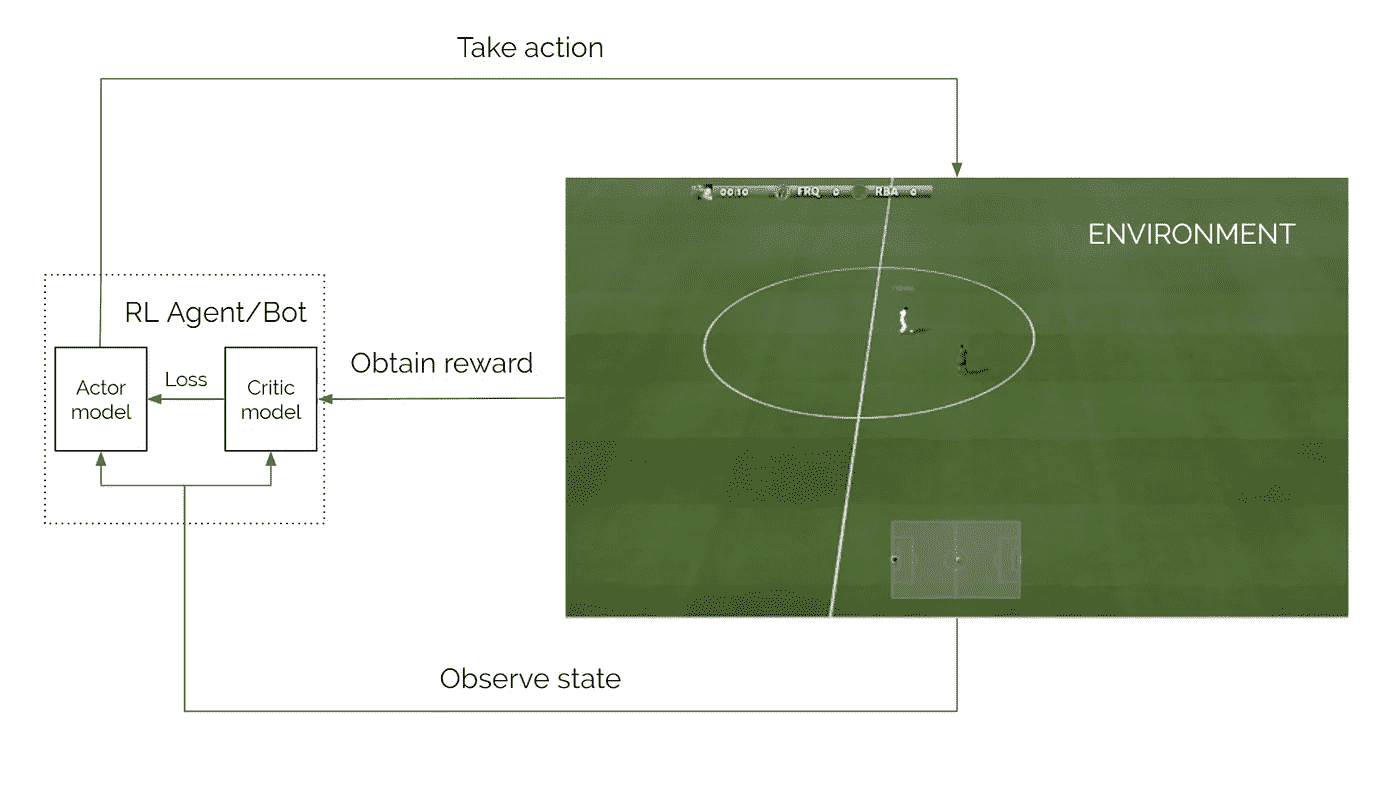 Take action
00:10 FRQ 0 RBA 0
ENVIRONMENT
RL Agent/Bot
Obtain reward
Actor
model
Loss
Critic
model
Observe state